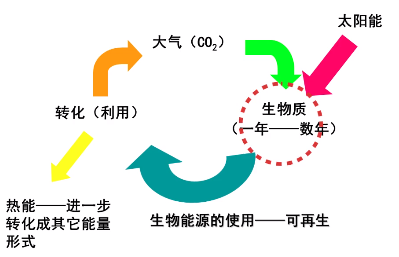 太阳能
大气（CO₂）
转化（利用）
生物质
（一年——数年）
热能——进一步
转化成其它能量
形式
生物能源的使用——可再生